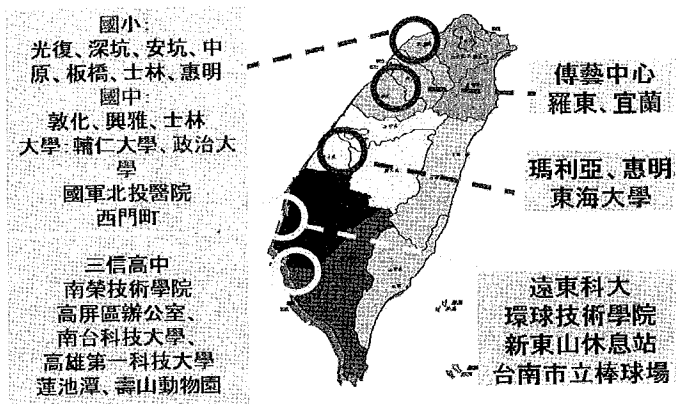 國小:
光復、深坑、安坑、中
原、板橋、士林、惠明
國中:
敦化、興雅、士林
大學:輔仁大學、政治大
學
國軍北投醫院
西門町
三信高中
南榮技術學院
高屏區辦公室、
南台科技大學、
高雄第一科技大學
蓮池潭、壽山動物園
傳藝中心
羅東、宜蘭
瑪利亞、惠明
東海大學
遠東科大
環球技術學院
新東山休息站
台南市立棒球場